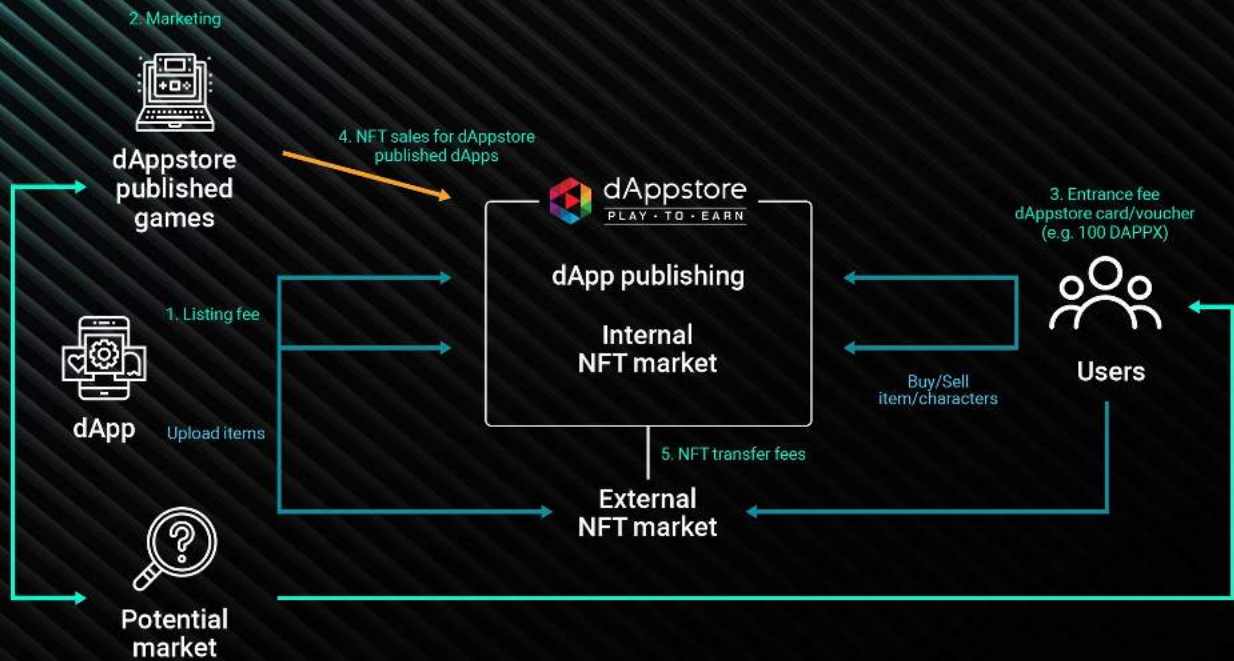 2. Marketing
dAppstore
published
games
4. NFT sales for dAppstore
published dApps
dAppstore
PLAY · TO · EARN
3. Entrance fee
dAppstore card/voucher
(e.g. 100 DAPPX)
dApp publishing
1. Listing fee
Internal
NFT market
Users
Buy/Sell
item/characters
dApp
Upload items
5. NFT transfer fees
External
NFT market
Potential
market